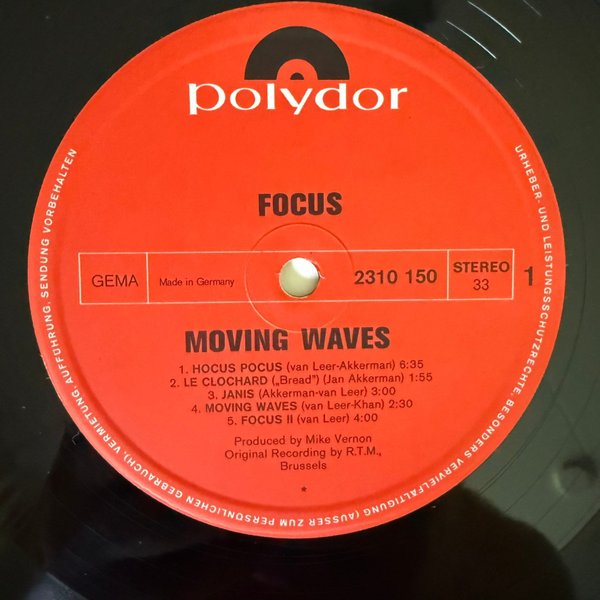 polydor
FOCUS
GEMA
Made in Germany
2310 150
STEREO
33
1
MOVING WAVES
1. HOCUS POCUS (van Leer-Akkerman) 6:35
2. LE CLOCHARD („Bread”) (Jan Akkerman) 1:55
3. JANIS (Akkerman-van Leer) 3:00
4. MOVING WAVES (van Leer-Khan) 2:30
5. FOCUS II (van Leer) 4:00
Produced by Mike Vernon
Original Recording by R.T.M.,
Brussels
*
URHEBER- UND LEISTUNGSSCHUTZRECHTE, BESONDERS VERVIELFÄLTIGUNG (AUSSER ZUM PERSÖNLICHEN GEBRAUCH), VERMIETUNG, AUFFÜHRUNG, SENDUNG VORBEHALTEN